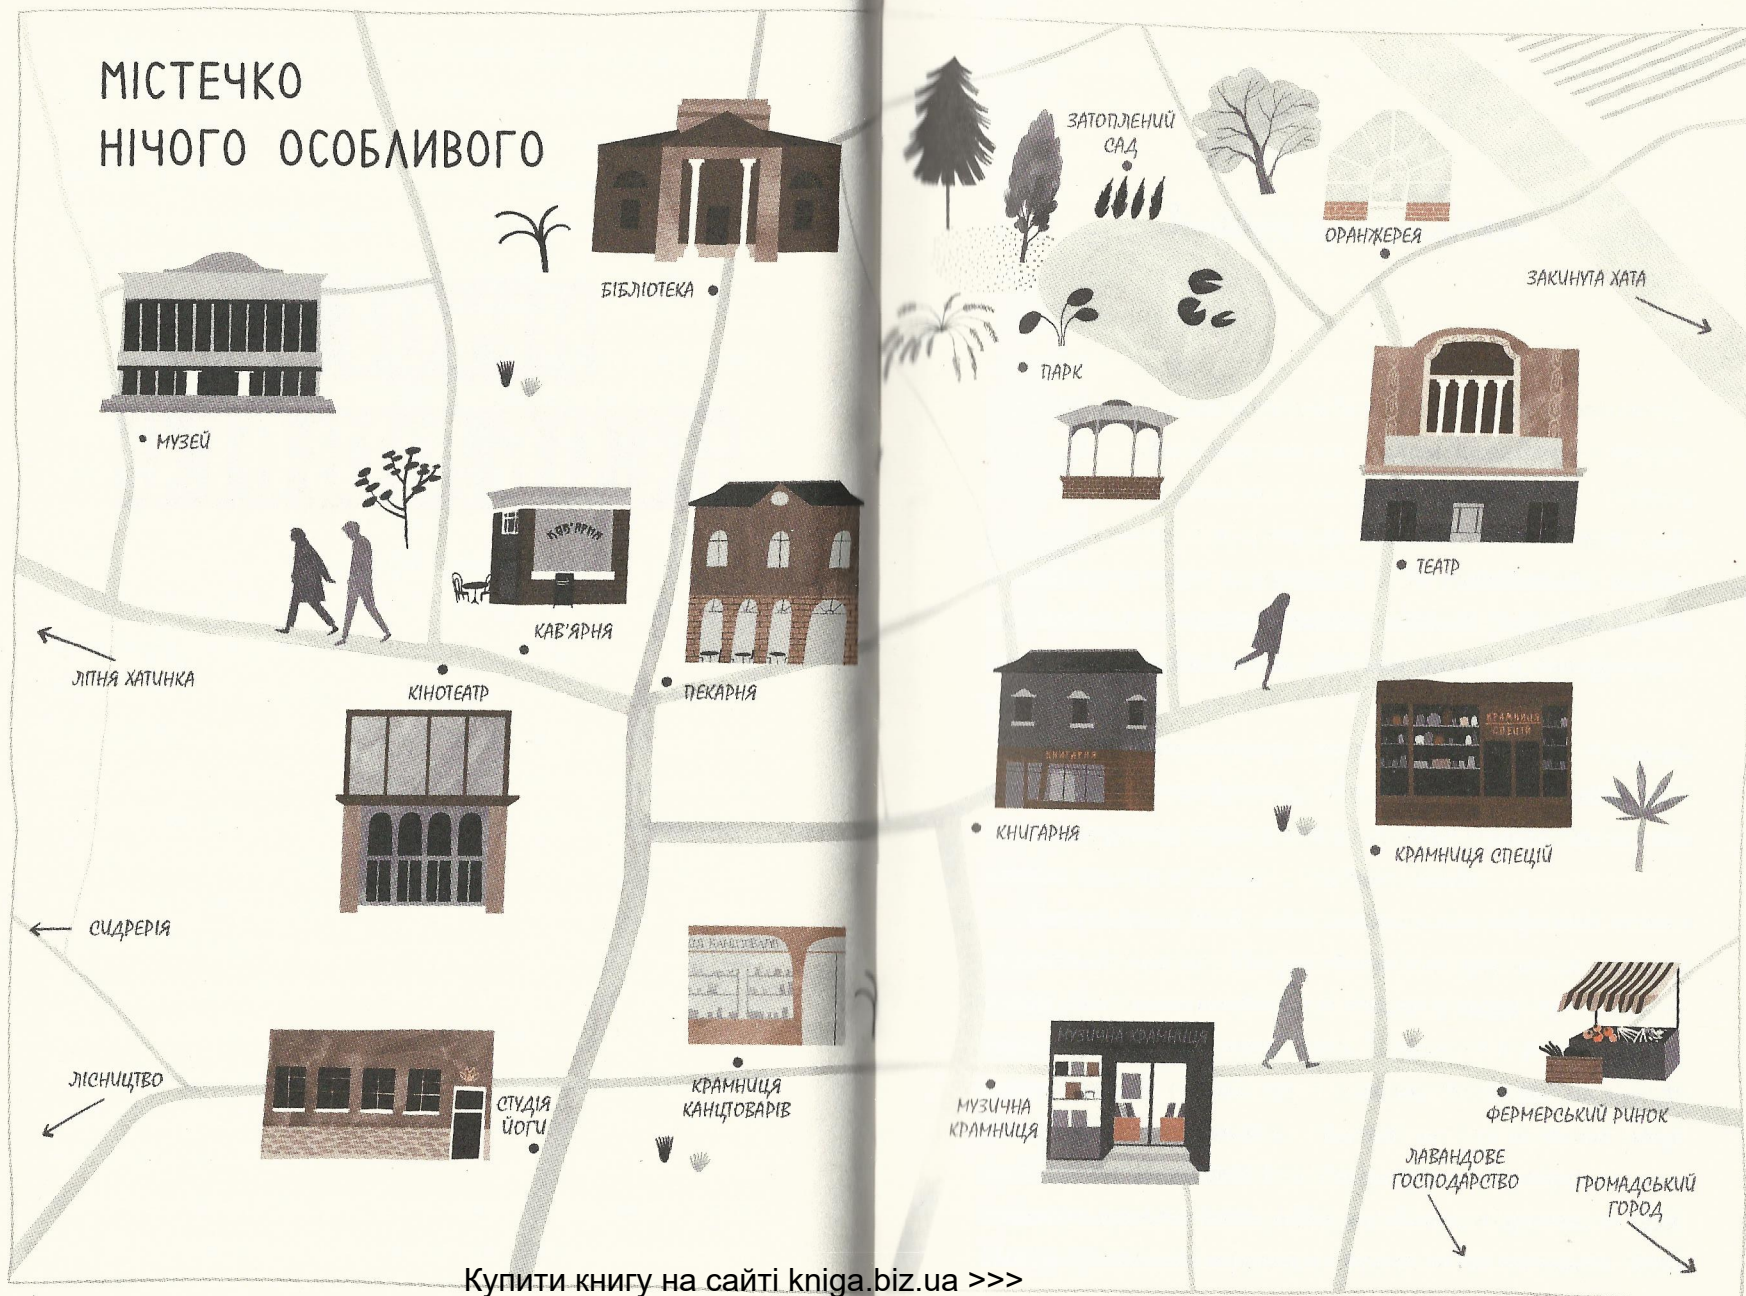 МІСТЕЧКО
НІЧОГО ОСОБЛИВОГО
БІБЛІОТЕКА
МУЗЕЙ
КАВ'ЯРНЯ
КАВ'ЯРНЯ
ЛІТНЯ ХАТИНКА
КІНОТЕАТР
ПЕКАРНЯ
СИДРЕРІЯ
КАНЦТОВАРИ
ЛІСНИЦТВО
СТУДІЯ
ЙОГИ
КРАМНИЦЯ
КАНЦТОВАРІВ
ЗАТОПЛЕНИЙ
САД
ОРАНЖЕРЕЯ
ЗАКИНУТА ХАТА
ПАРК
ТЕАТР
КНИГАРНЯ
КНИГАРНЯ
КРАМНИЦЯ
СПЕЦІЙ
КРАМНИЦЯ СПЕЦІЙ
МУЗИЧНА КРАМНИЦЯ
МУЗИЧНА
КРАМНИЦЯ
ФЕРМЕРСЬКИЙ РИНОК
ЛАВАНДОВЕ
ГОСПОДАРСТВО
ГРОМАДСЬКИЙ
ГОРОД
Купити книгу на сайті kniga.biz.ua >>>